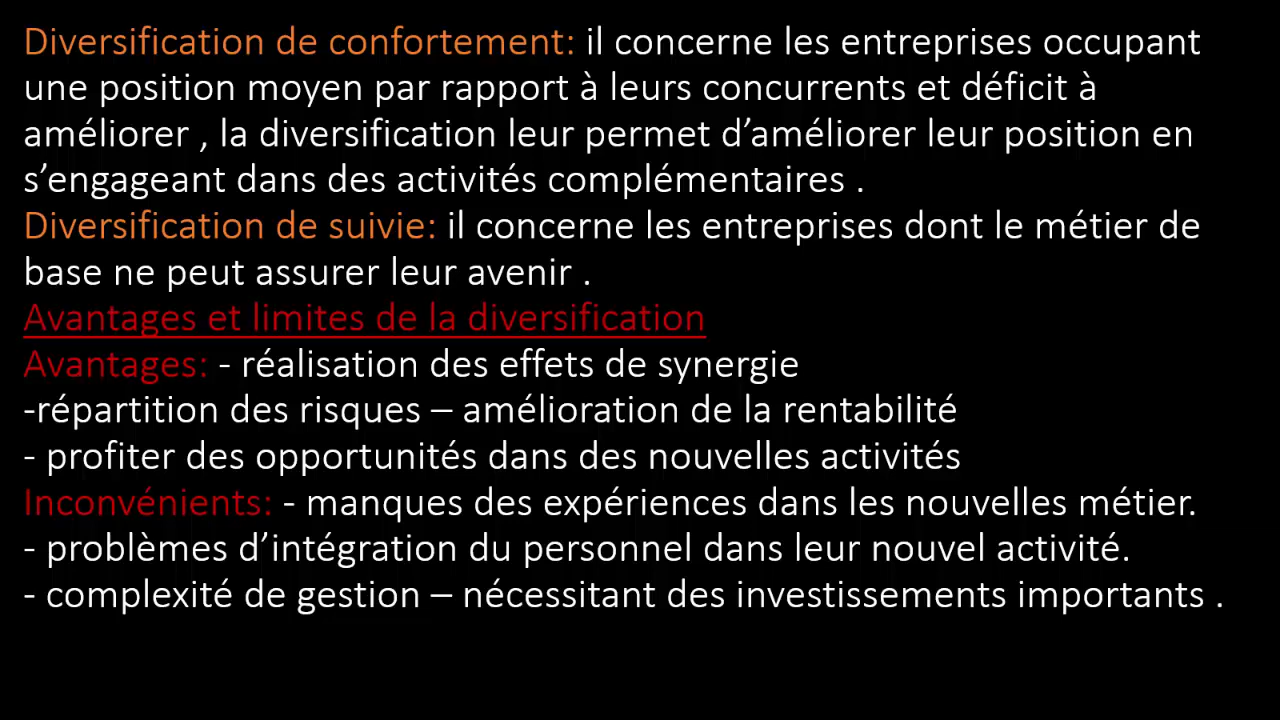 Diversification de confortement: il concerne les entreprises occupant
une position moyen par rapport à leurs concurrents et déficit à
améliorer , la diversification leur permet d’améliorer leur position en
s’engageant dans des activités complémentaires .
Diversification de suivie: il concerne les entreprises dont le métier de
base ne peut assurer leur avenir .
Avantages et limites de la diversification
Avantages: - réalisation des effets de synergie
-répartition des risques – amélioration de la rentabilité
- profiter des opportunités dans des nouvelles activités
Inconvénients: - manques des expériences dans les nouvelles métier.
- problèmes d’intégration du personnel dans leur nouvel activité.
- complexité de gestion – nécessitant des investissements importants .